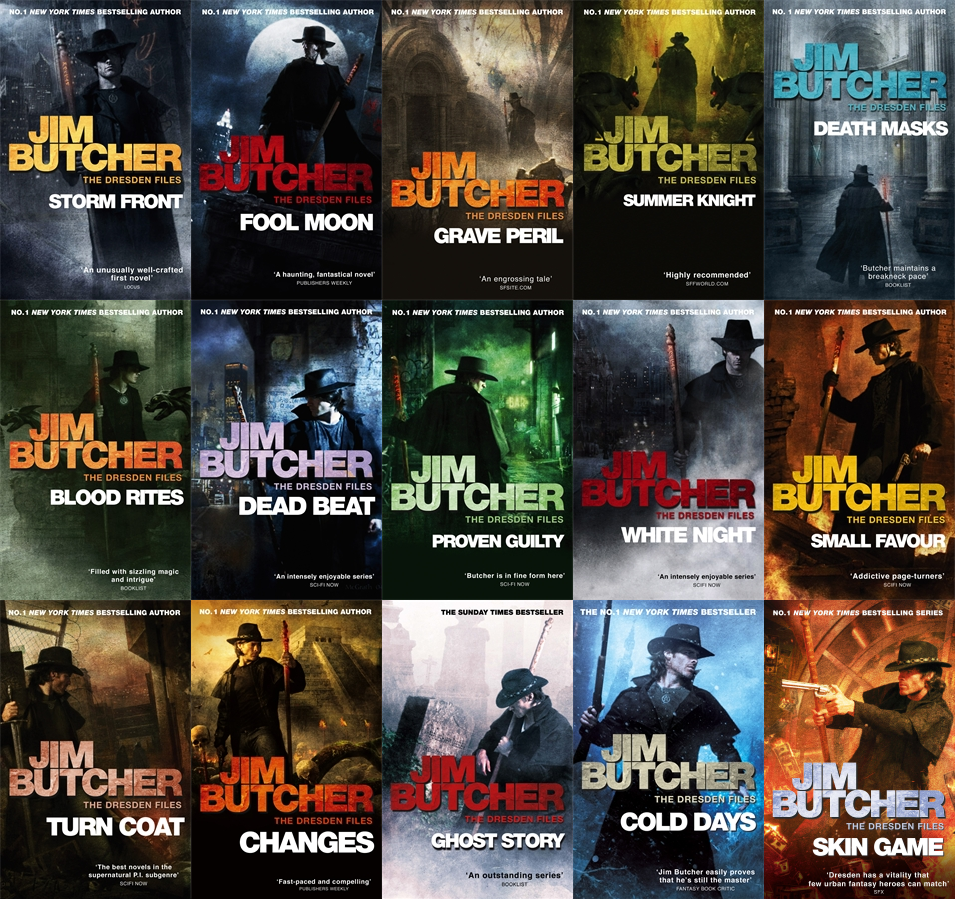 NO.1 NEW YORK TIMES BESTSELLING AUTHOR
JIM
BUTCHER
THE DRESDEN FILES
STORM FRONT
'An unusually well-crafted
first novel'
LOCUS
NO.1 NEW YORK TIMES BESTSELLING AUTHOR
JIM
BUTCHER
THE DRESDEN FILES
FOOL MOON
'A haunting, fantastical novel'
PUBLISHERS WEEKLY
NO.1 NEW YORK TIMES BESTSELLING AUTHOR
JIM
BUTCHER
THE DRESDEN FILES
GRAVE PERIL
'An engrossing tale'
SFSITE.COM
NO.1 NEW YORK TIMES BESTSELLING AUTHOR
JIM
BUTCHER
THE DRESDEN FILES
SUMMER KNIGHT
'Highly recommended'
SFFWORLD.COM
NO.1 NEW YORK TIMES BESTSELLING AUTHOR
JIM
BUTCHER
THE DRESDEN FILES
DEATH MASKS
'Butcher maintains a
breakneck pace'
BOOKLIST
NO.1 NEW YORK TIMES BESTSELLING AUTHOR
JIM
BUTCHER
THE DRESDEN FILES
BLOOD RITES
'Filled with sizzling magic
and intrigue'
BOOKLIST
NO.1 NEW YORK TIMES BESTSELLING AUTHOR
JIM
BUTCHER
THE DRESDEN FILES
DEAD BEAT
'An intensely enjoyable series'
SCI-FI NOW
NO.1 NEW YORK TIMES BESTSELLING AUTHOR
JIM
BUTCHER
THE DRESDEN FILES
PROVEN GUILTY
'Butcher is in fine form here'
SCI-FI NOW
NO.1 NEW YORK TIMES BESTSELLING AUTHOR
JIM
BUTCHER
THE DRESDEN FILES
WHITE NIGHT
'An intensely enjoyable series'
SCIFI NOW
NO.1 NEW YORK TIMES BESTSELLING AUTHOR
JIM
BUTCHER
THE DRESDEN FILES
SMALL FAVOUR
'Addictive page-turners'
SCIFI NOW
NO.1 NEW YORK TIMES BESTSELLING AUTHOR
JIM
BUTCHER
THE DRESDEN FILES
TURN COAT
'The best novels in the
supernatural P.I. subgenre'
SCIFI NOW
NO.1 NEW YORK TIMES BESTSELLING AUTHOR
JIM
BUTCHER
THE DRESDEN FILES
CHANGES
'Fast-paced and compelling'
PUBLISHERS WEEKLY
THE SUNDAY TIMES BESTSELLER
JIM
BUTCHER
THE DRESDEN FILES
GHOST STORY
'An outstanding series'
BOOKLIST
THE NO.1 NEW YORK TIMES BESTSELLER
JIM
BUTCHER
THE DRESDEN FILES
COLD DAYS
'Jim Butcher easily proves
that he's still the master'
FANTASY BOOK CRITIC
NO.1 NEW YORK TIMES BESTSELLING SERIES
JIM
BUTCHER
THE DRESDEN FILES
SKIN GAME
'Dresden has a vitality that
few urban fantasy heroes can match'
SFX